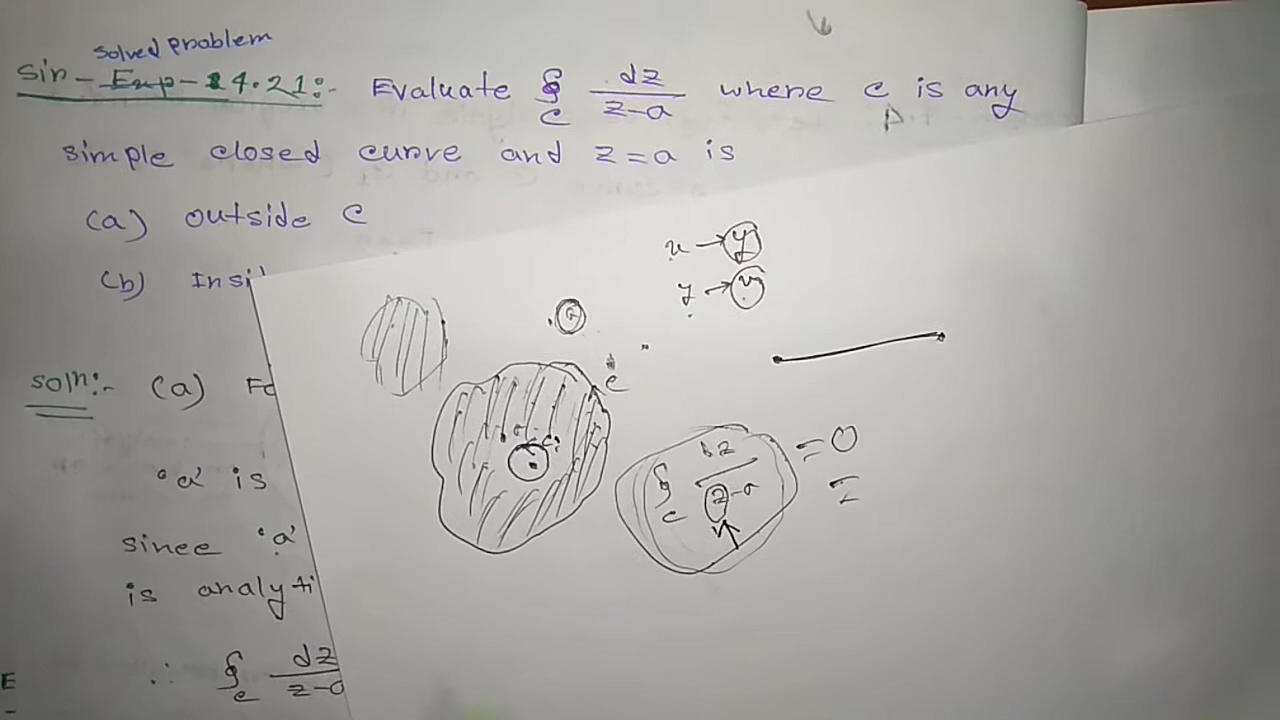 solved problem
sin - Exp - 4.21:- Evaluate ∮_c dz/(z-a) where c is any
simple closed curve and z=a is
(a) outside c
(b) Insi
x → y
y → x
a
c
c₁
∮_c dz/(z-a) = 0
=
soln:- (a) Fo
'a' is
since 'a'
is analyti
∴ ∮_c dz/(z-a
E